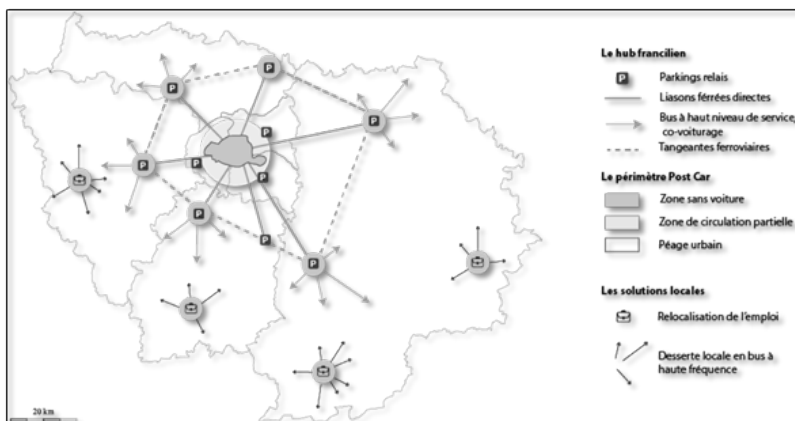 Le hub francilien
P Parkings relais
Liasons férrées directes
Bus à haut niveau de service,
co-voiturage
Tangeantes ferroviaires
Le périmètre Post Car
Zone sans voiture
Zone de circulation partielle
Péage urbain
Les solutions locales
Relocalisation de l'emploi
Desserte locale en bus à
haute fréquence
P
P
P
P
P
P
P
P
P
P
20 km